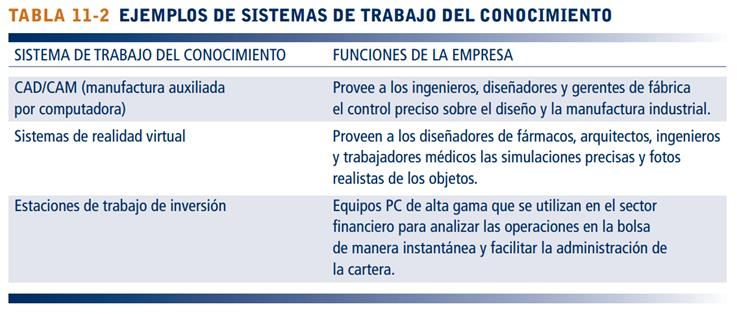 TABLA 11-2 EJEMPLOS DE SISTEMAS DE TRABAJO DEL CONOCIMIENTO
SISTEMA DE TRABAJO DEL CONOCIMIENTO FUNCIONES DE LA EMPRESA
CAD/CAM (manufactura auxiliada
por computadora)
Provee a los ingenieros, diseñadores y gerentes de fábrica
el control preciso sobre el diseño y la manufactura industrial.
Sistemas de realidad virtual
Proveen a los diseñadores de fármacos, arquitectos, ingenieros
y trabajadores médicos las simulaciones precisas y fotos
realistas de los objetos.
Estaciones de trabajo de inversión
Equipos PC de alta gama que se utilizan en el sector
financiero para analizar las operaciones en la bolsa
de manera instantánea y facilitar la administración de
la cartera.